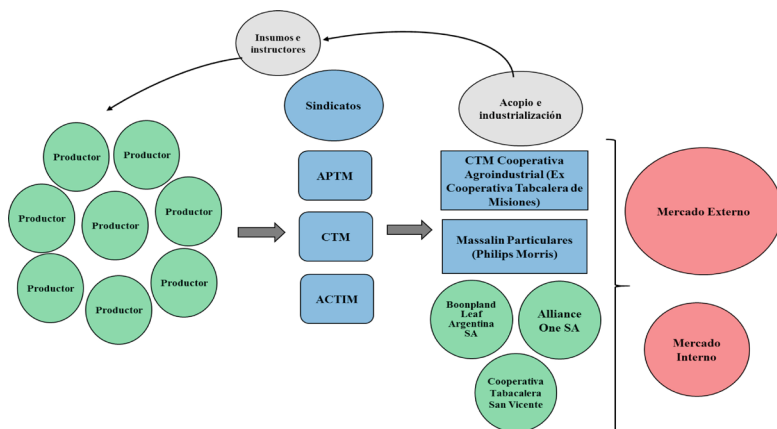 Insumos e
instructores
Sindicatos
Acopio e
industrialización
Productor
Productor
Productor
Productor
Productor
Productor
Productor
Productor
APTM
CTM
ACTIM
CTM Cooperativa
Agroindustrial (Ex
Cooperativa Tabcalera de
Misiones)
Massalin Particulares
(Philips Morris)
Boonpland
Leaf
Argentina
SA
Alliance
One SA
Cooperativa
Tabacalera
San Vicente
Mercado Externo
Mercado
Interno